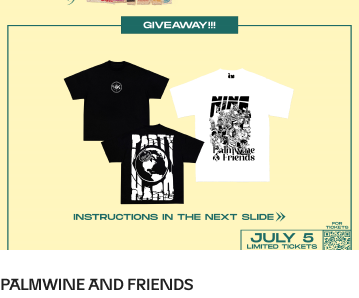 GIVEAWAY!!!
NINE
Palmwine
& Friends
PARTY
HARD
INSTRUCTIONS IN THE NEXT SLIDE
FOR
TICKETS
JULY 5
LIMITED TICKETS
PALMWINE AND FRIENDS